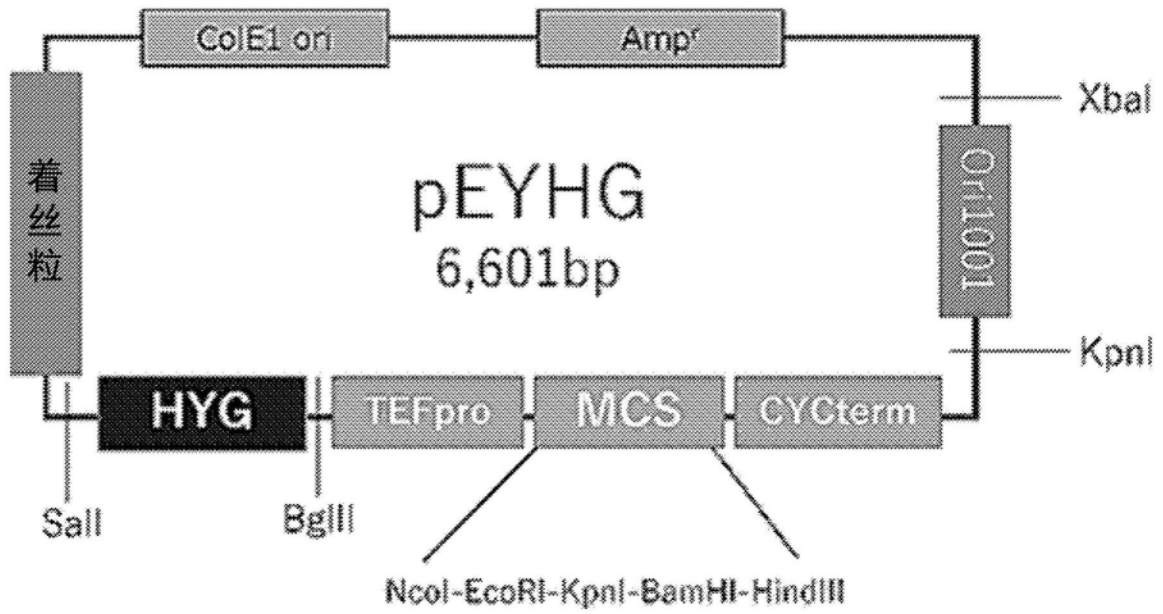 ColE1 ori
Ampʳ
XbaI
着丝粒
pEYHG
6,601bp
Ori1001
KpnI
HYG
TEFpro
MCS
CYCterm
SalI
BglII
NcoI-EcoRI-KpnI-BamHI-HindIII